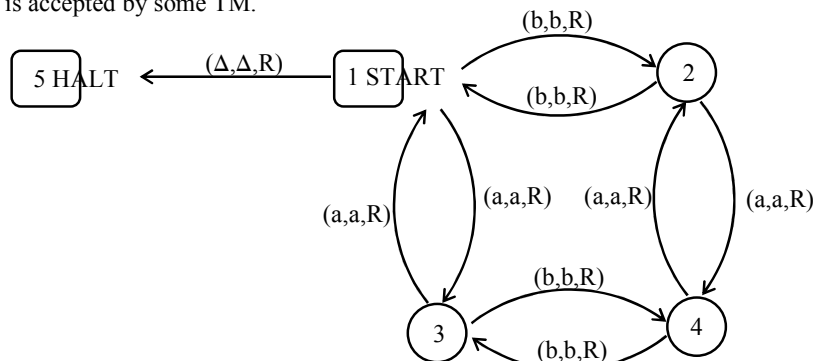 is accepted by some TM.
(b,b,R)
5 HALT
(Δ,Δ,R)
1 START
2
(b,b,R)
(a,a,R)
(a,a,R)
(a,a,R)
(a,a,R)
(b,b,R)
3
4
(b,b,R)